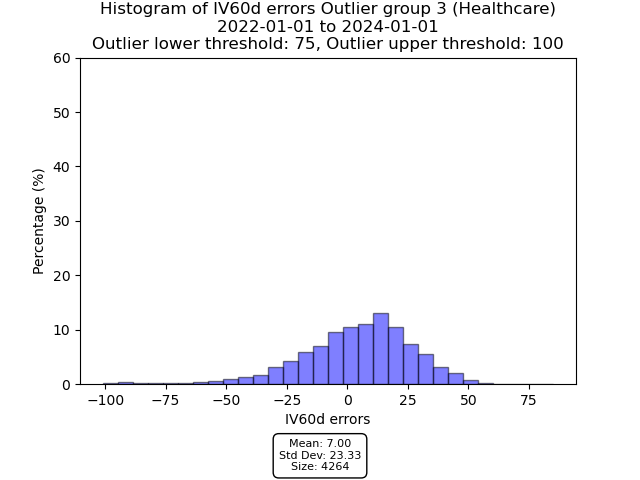 Histogram of IV60d errors Outlier group 3 (Healthcare)
2022-01-01 to 2024-01-01
Outlier lower threshold: 75, Outlier upper threshold: 100
60
50
40
30
20
10
0
Percentage (%)
−100
−75
−50
−25
0
25
50
75
IV60d errors
Mean: 7.00
Std Dev: 23.33
Size: 4264